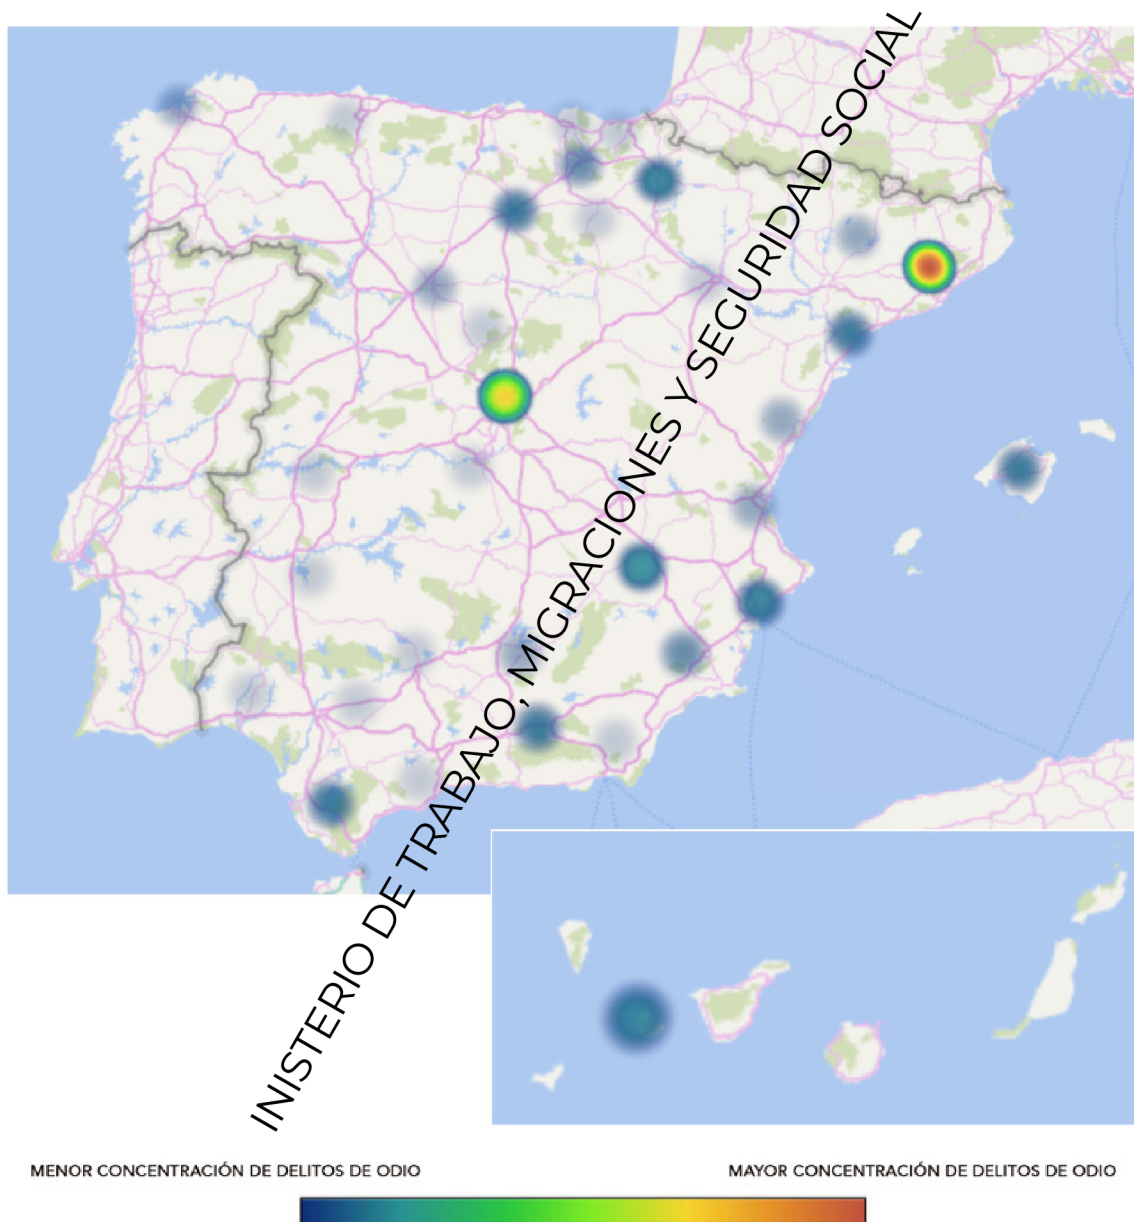 INISTERIO DE TRABAJO, MIGRACIONES Y SEGURIDAD SOCIAL
MENOR CONCENTRACIÓN DE DELITOS DE ODIO
MAYOR CONCENTRACIÓN DE DELITOS DE ODIO